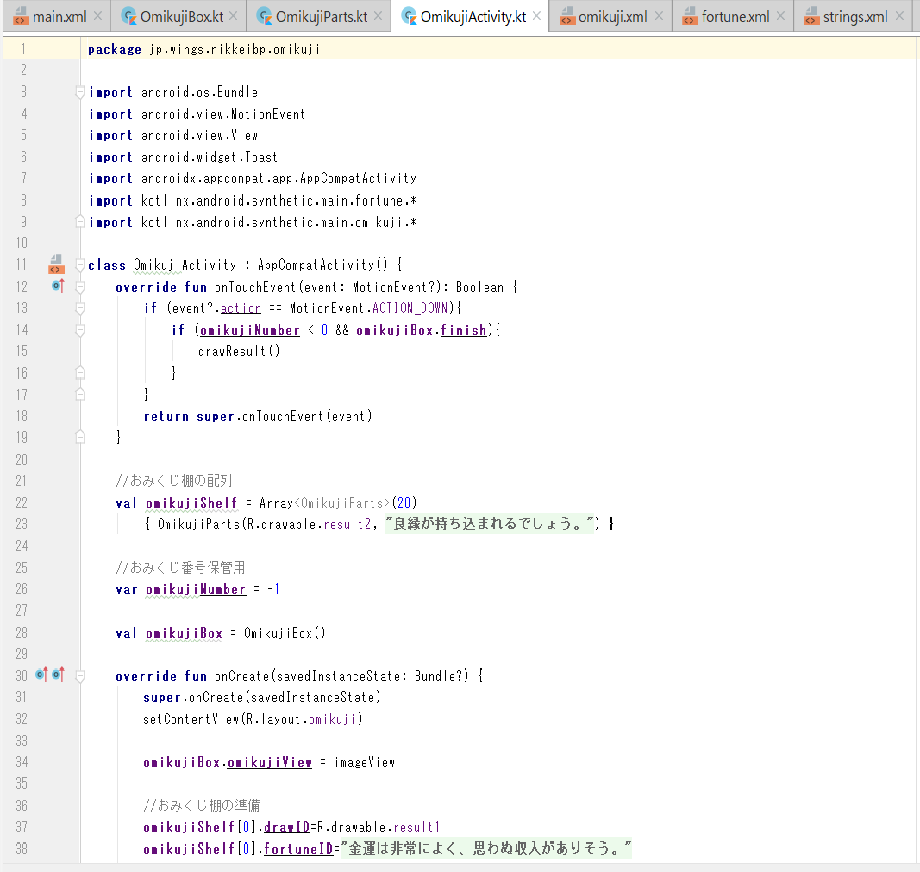 main.xml OmikujiBox.kt OmikujiParts.kt OmikujiActivity.kt omikuji.xml fortune.xml strings.xml
1 package jp.wings.nikkeibp.omikuji
2
3 import android.os.Bundle
4 import android.view.MotionEvent
5 import android.view.View
6 import android.widget.Toast
7 import androidx.appcompat.app.AppCompatActivity
8 import kotlinx.android.synthetic.main.fortune.*
9 import kotlinx.android.synthetic.main.omikuji.*
10
11 class OmikujiActivity : AppCompatActivity() {
12 override fun onTouchEvent(event: MotionEvent?): Boolean {
13 if (event?.action == MotionEvent.ACTION_DOWN){
14 if (omikujiNumber < 0 && omikujiBox.finish){
15 drawResult()
16 }
17 }
18 return super.onTouchEvent(event)
19 }
20
21 //おみくじ棚の配列
22 val omikujiShelf = Array<OmikujiParts>(20)
23 { OmikujiParts(R.drawable.result2, "良縁が持ち込まれるでしょう。") }
24
25 //おみくじ番号保管用
26 var omikujiNumber = -1
27
28 val omikujiBox = OmikujiBox()
29
30 override fun onCreate(savedInstanceState: Bundle?) {
31 super.onCreate(savedInstanceState)
32 setContentView(R.layout.omikuji)
33
34 omikujiBox.omikujiView = imageView
35
36 //おみくじ棚の準備
37 omikujiShelf[0].drawID=R.drawable.result1
38 omikujiShelf[0].fortuneID="金運は非常によく、思わぬ収入がありそう。"